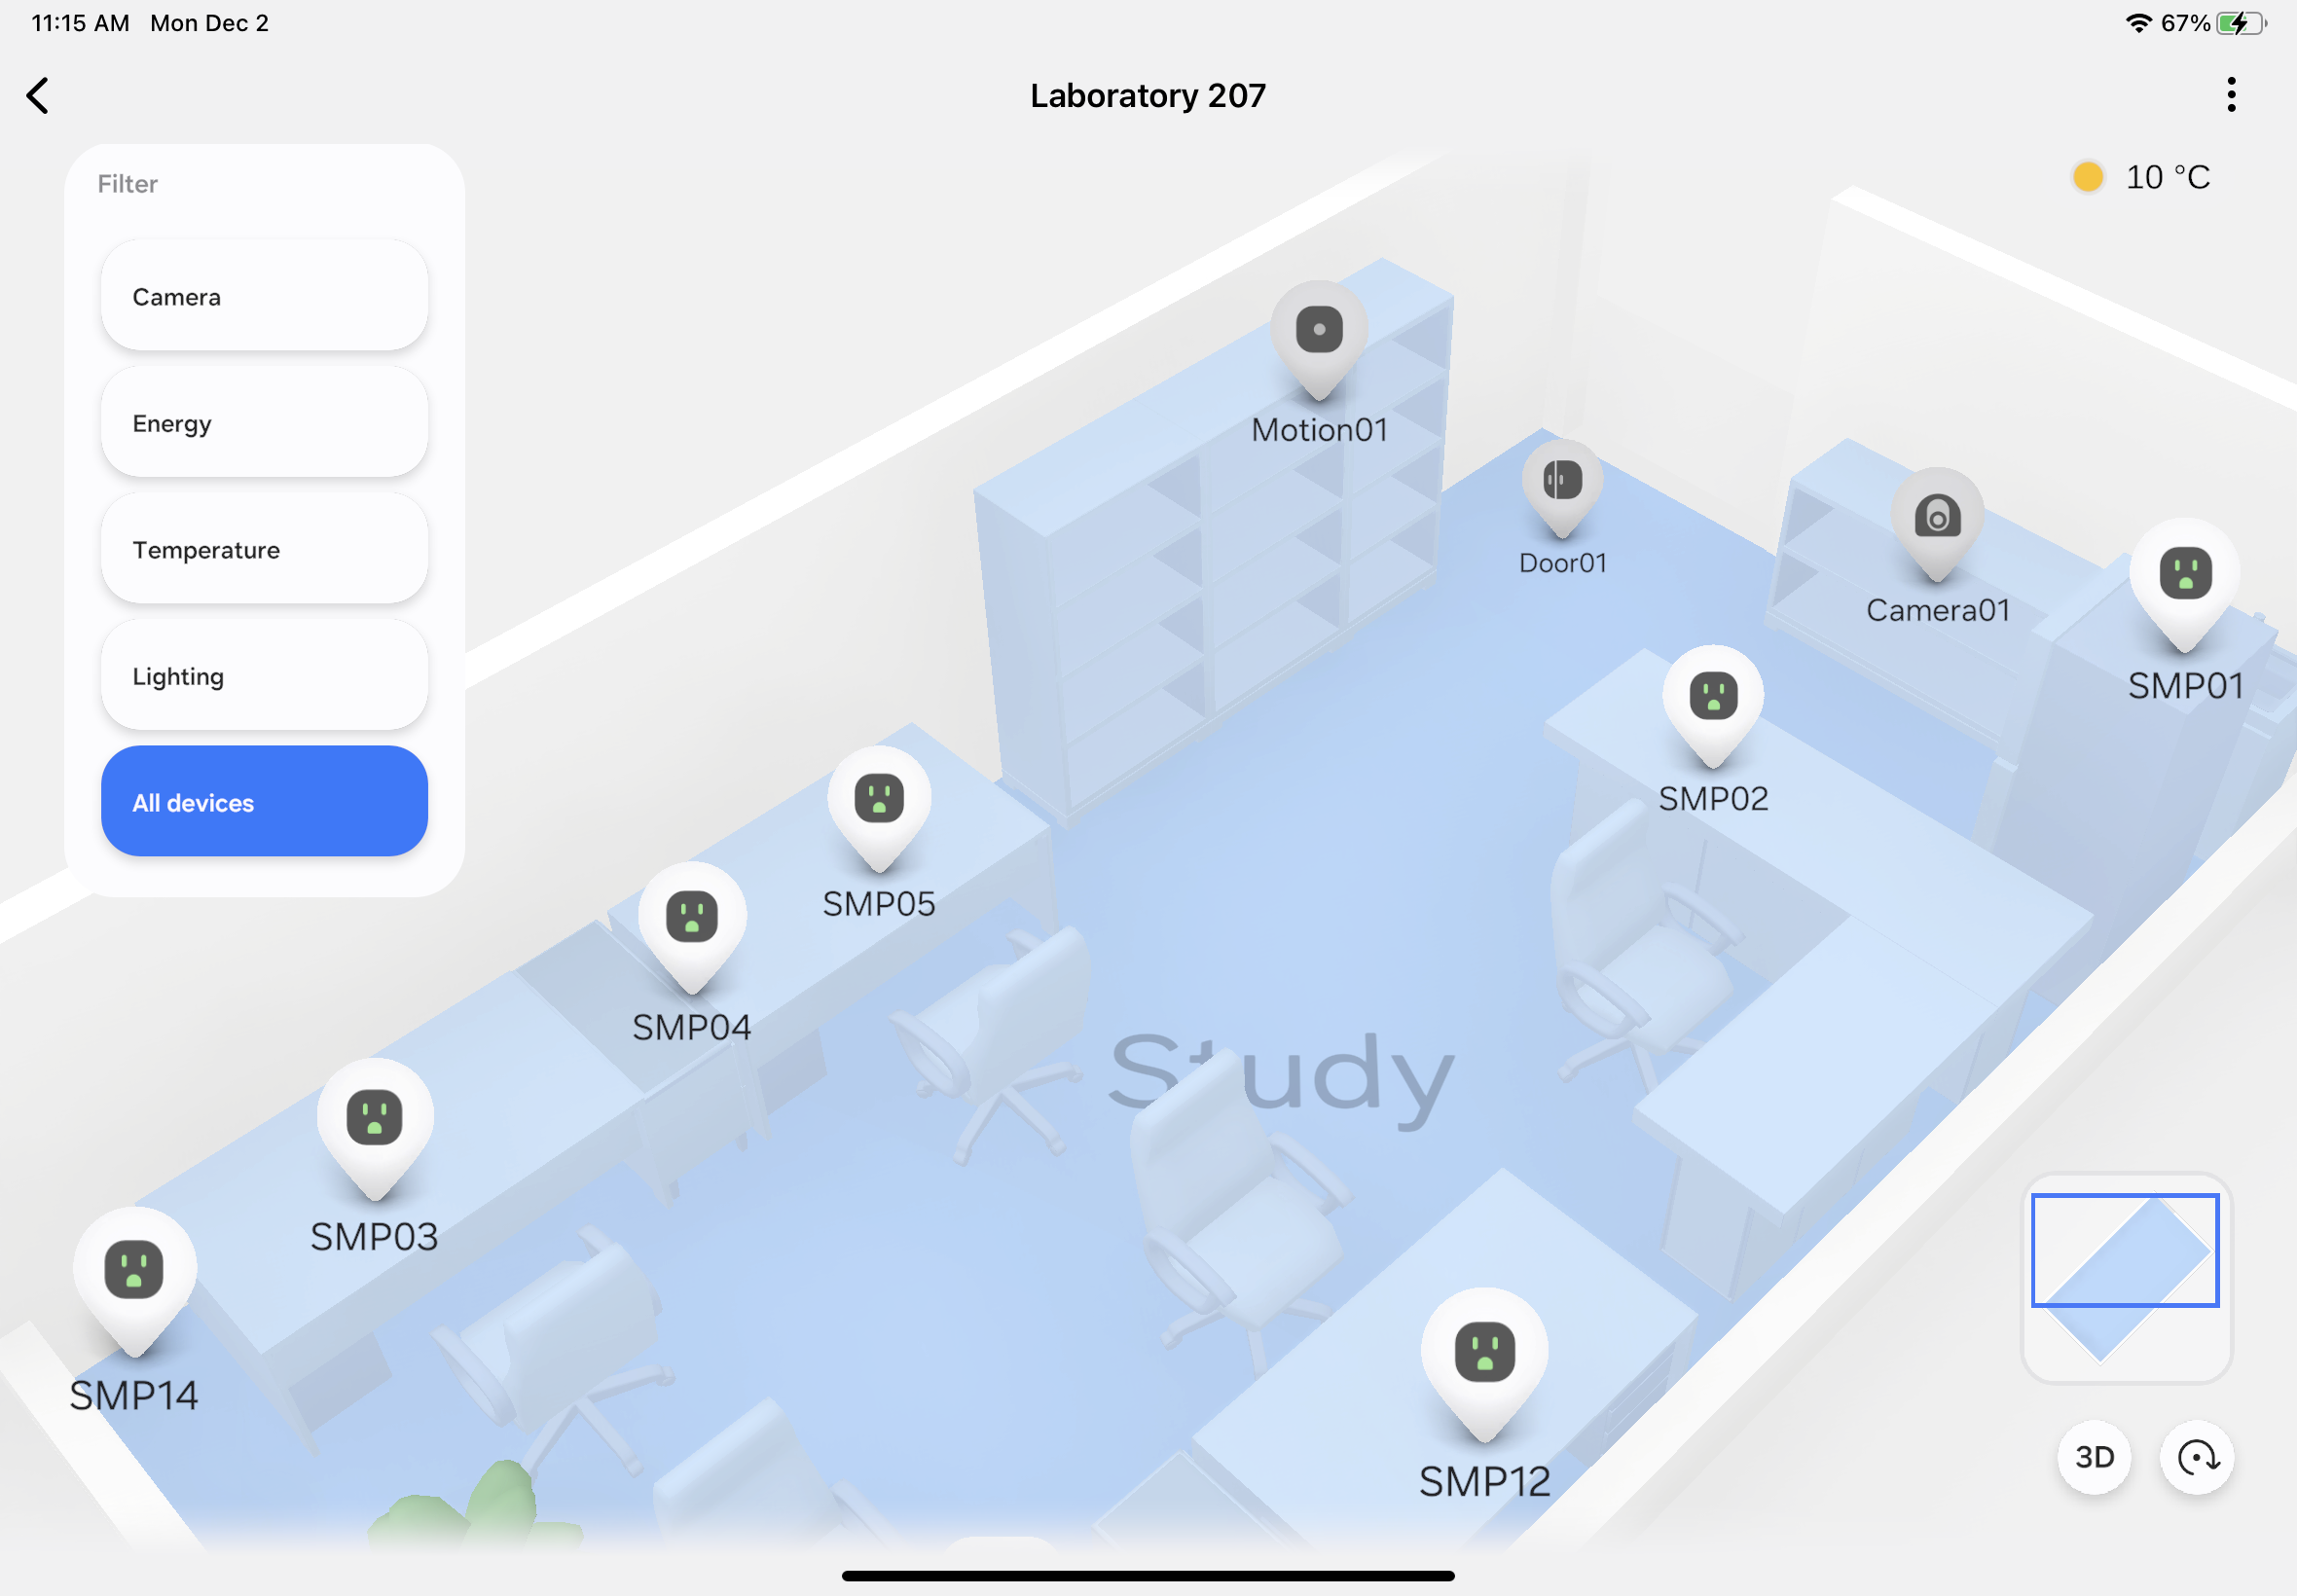 11:15 AM Mon Dec 2
67%
Laboratory 207
Filter
10 °C
Camera
Energy
Temperature
Lighting
All devices
Motion01
Door01
Camera01
SMP01
SMP02
SMP05
SMP04
Study
SMP03
SMP14
SMP12
3D